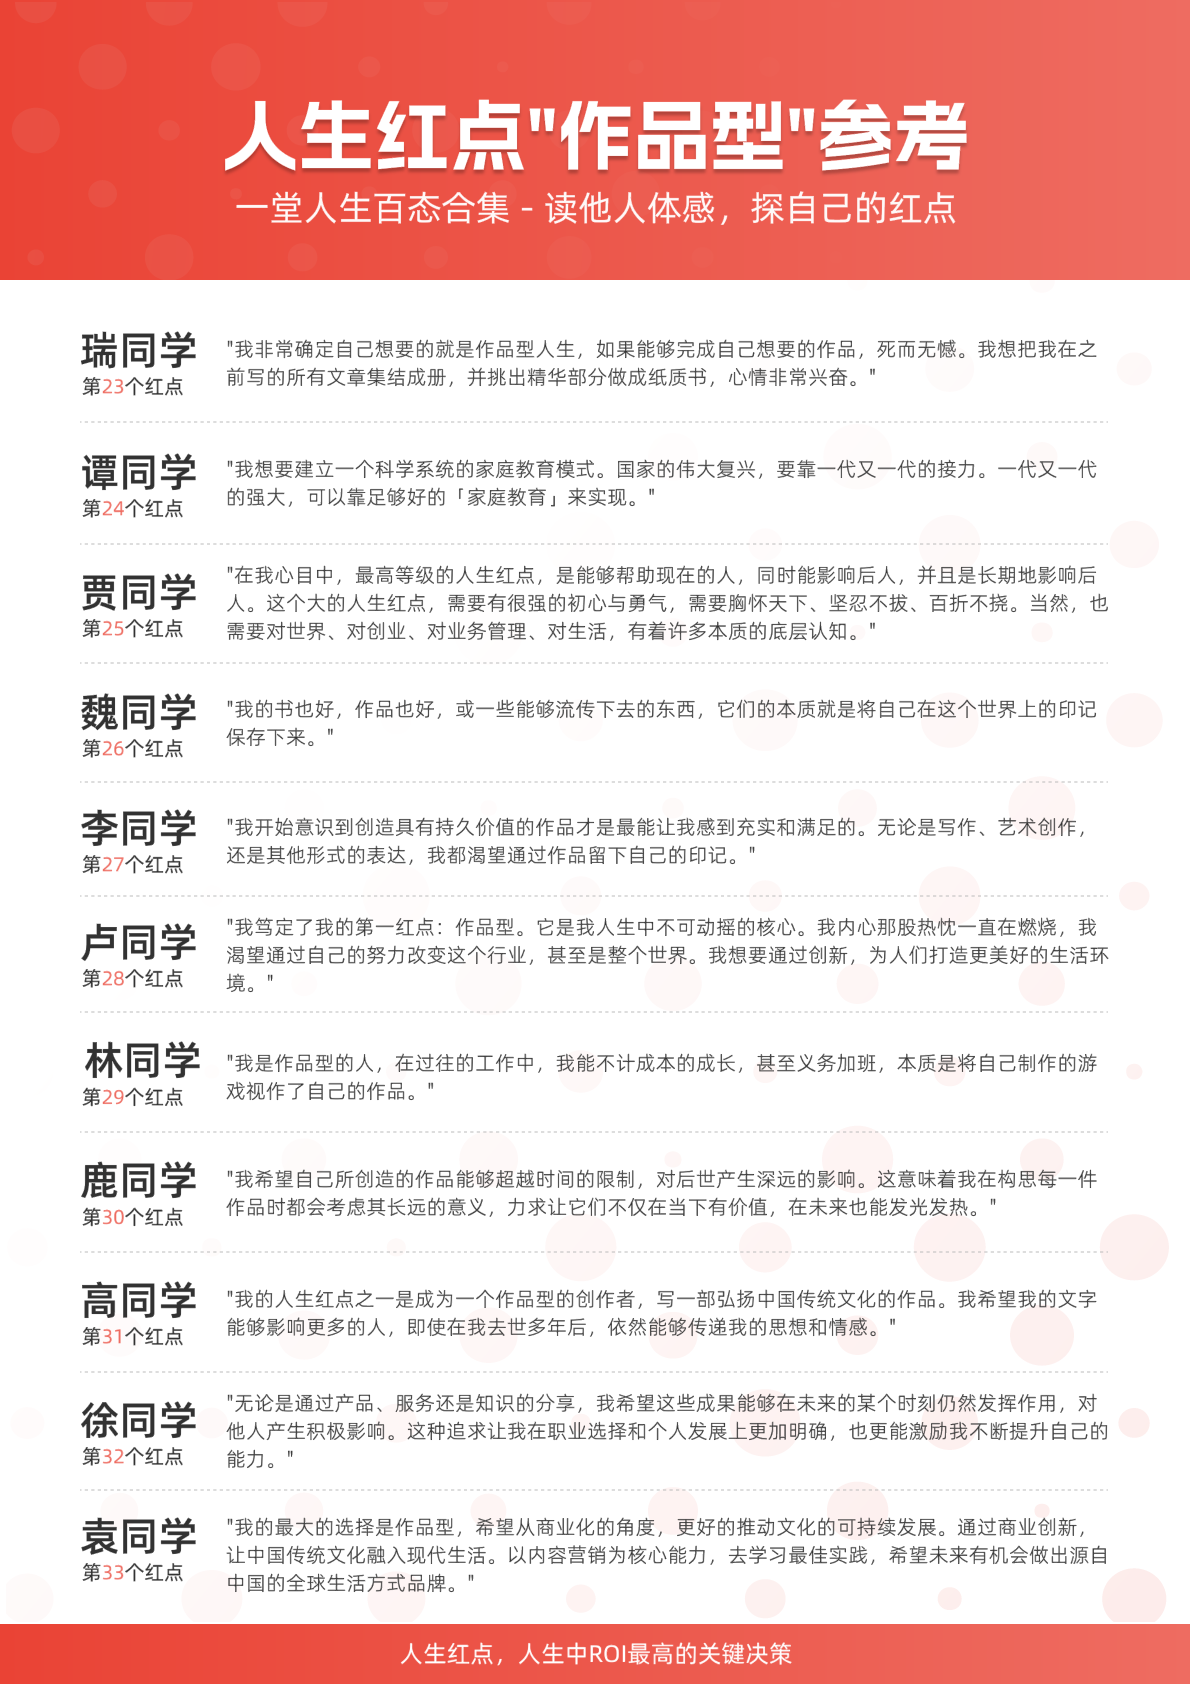 人生红点"作品型"参考
一堂人生百态合集 - 读他人体感，探自己的红点
瑞同学
第23个红点
"我非常确定自己想要的就是作品型人生，如果能够完成自己想要的作品，死而无憾。我想把我在之
前写的所有文章集结成册，并挑出精华部分做成纸质书，心情非常兴奋。"
谭同学
第24个红点
"我想要建立一个科学系统的家庭教育模式。国家的伟大复兴，要靠一代又一代的接力。一代又一代
的强大，可以靠足够好的「家庭教育」来实现。"
贾同学
第25个红点
"在我心目中，最高等级的人生红点，是能够帮助现在的人，同时能影响后人，并且是长期地影响后
人。这个大的人生红点，需要有很强的初心与勇气，需要胸怀天下、坚忍不拔、百折不挠。当然，也
需要对世界、对创业、对业务管理、对生活，有着许多本质的底层认知。"
魏同学
第26个红点
"我的书也好，作品也好，或一些能够流传下去的东西，它们的本质就是将自己在这个世界上的印记
保存下来。"
李同学
第27个红点
"我开始意识到创造具有持久价值的作品才是最能让我感到充实和满足的。无论是写作、艺术创作，
还是其他形式的表达，我都渴望通过作品留下自己的印记。"
卢同学
第28个红点
"我笃定了我的第一红点：作品型。它是我人生中不可动摇的核心。我内心那股热忱一直在燃烧，我
渴望通过自己的努力改变这个行业，甚至是整个世界。我想要通过创新，为人们打造更美好的生活环
境。"
林同学
第29个红点
"我是作品型的人，在过往的工作中，我能不计成本的成长，甚至义务加班，本质是将自己制作的游
戏视作了自己的作品。"
鹿同学
第30个红点
"我希望自己所创造的作品能够超越时间的限制，对后世产生深远的影响。这意味着我在构思每一件
作品时都会考虑其长远的意义，力求让它们不仅在当下有价值，在未来也能发光发热。"
高同学
第31个红点
"我的人生红点之一是成为一个作品型的创作者，写一部弘扬中国传统文化的作品。我希望我的文字
能够影响更多的人，即使在我去世多年后，依然能够传递我的思想和情感。"
徐同学
第32个红点
"无论是通过产品、服务还是知识的分享，我希望这些成果能够在未来的某个时刻仍然发挥作用，对
他人产生积极影响。这种追求让我在职业选择和个人发展上更加明确，也更能激励我不断提升自己的
能力。"
袁同学
第33个红点
"我的最大的选择是作品型，希望从商业化的角度，更好的推动文化的可持续发展。通过商业创新，
让中国传统文化融入现代生活。以内容营销为核心能力，去学习最佳实践，希望未来有机会做出源自
中国的全球生活方式品牌。"
人生红点，人生中ROI最高的关键决策